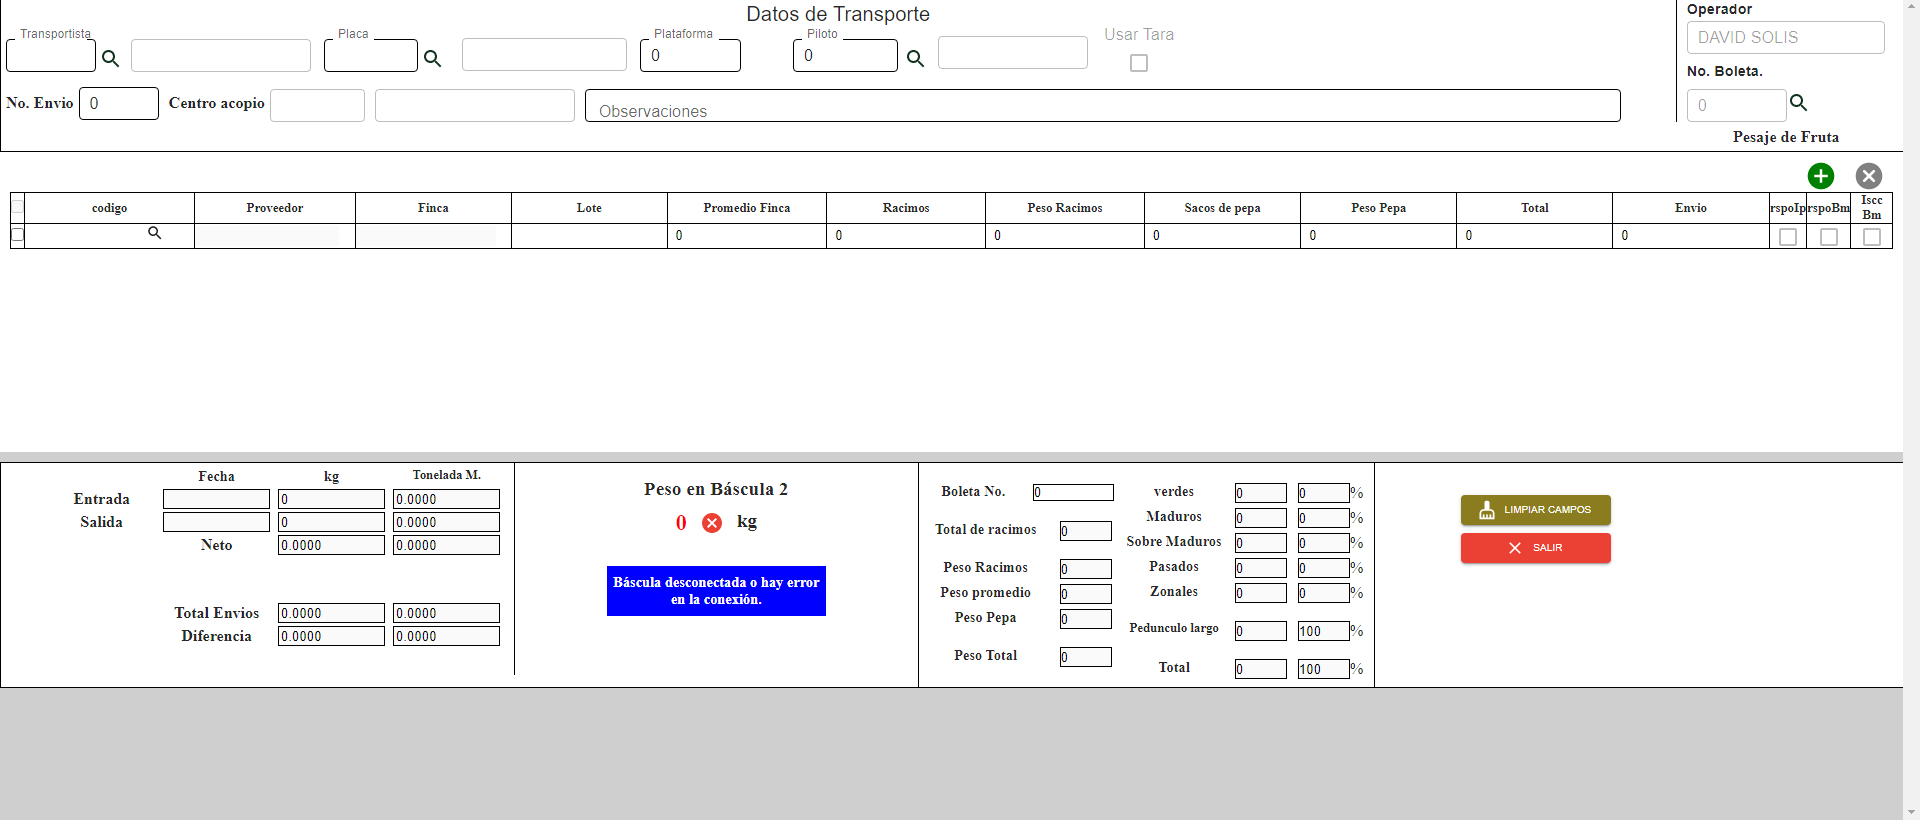 Datos de Transporte
Operador
Transportista
Placa
Plataforma
0
Piloto
0
Usar Tara
DAVID SOLIS
No. Boleta.
No. Envio 0
Centro acopio
Observaciones
0
Pesaje de Fruta
codigo Proveedor Finca Lote Promedio Finca Racimos Peso Racimos Sacos de pepa Peso Pepa Total Envio rspoIp rspoBm Iscc Bm
0 0 0 0 0 0 0
Fecha kg Tonelada M.
Entrada 0 0.0000
Salida 0 0.0000
Neto 0.0000 0.0000
Total Envios 0.0000 0.0000
Diferencia 0.0000 0.0000
Peso en Báscula 2
0 kg
Báscula desconectada o hay error
en la conexión.
Boleta No. 0
Total de racimos 0
Peso Racimos 0
Peso promedio 0
Peso Pepa 0
Peso Total 0
verdes 0 0 %
Maduros 0 0 %
Sobre Maduros 0 0 %
Pasados 0 0 %
Zonales 0 0 %
Pedunculo largo 0 100 %
Total 0 100 %
LIMPIAR CAMPOS
SALIR